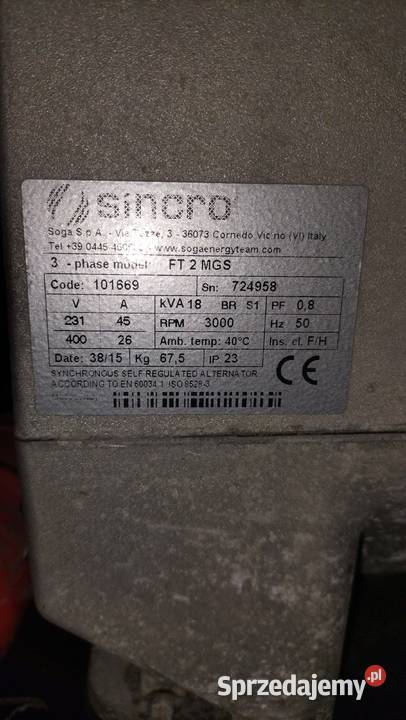 sincro
Soga S.p.A. - Via Tezze, 3 - 36073 Cornedo Vic.no (VI) Italy
Tel +39 0445 www.sogaenergyteam.com
3 - phase model: FT 2 MGS
Code: 101669 Sn: 724958
V A kVA 18 BR S1 PF 0,8
231 45 RPM 3000 Hz 50
400 26 Amb. temp: 40°C Ins. cl. F/H
Date: 38/15 Kg 67,5 IP 23
SYNCHRONOUS SELF REGULATED ALTERNATOR
ACCORDING TO EN 60034.1 ISO 8528-3
CE
Sprzedajemy.pl